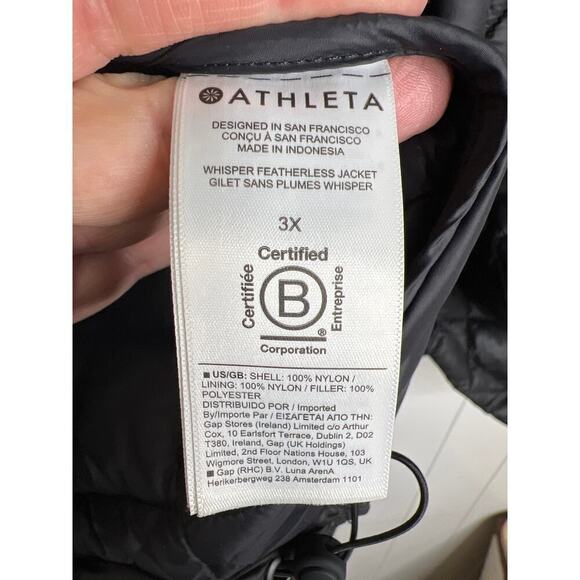 ATHLETA
DESIGNED IN SAN FRANCISCO
CONÇU À SAN FRANCISCO
MADE IN INDONESIA
WHISPER FEATHERLESS JACKET
GILET SANS PLUMES WHISPER
3X
Certified
Certifiée
B
Entreprise
®
Corporation
■ US/GB: SHELL: 100% NYLON /
LINING: 100% NYLON / FILLER: 100%
POLYESTER
DISTRIBUIDO POR / Imported
By/Importe Par / ΕΙΣΑΓΕΤΑΙ ΑΠΟ ΤΗΝ:
Gap Stores (Ireland) Limited c/o Arthur
Cox, 10 Earlsfort Terrace, Dublin 2, D02
T380, Ireland, Gap (UK Holdings)
Limited, 2nd Floor Nations House, 103
Wigmore Street, London, W1U 1QS, UK
■ Gap (RHC) B.V. Luna ArenA
Herikerbergweg 238 Amsterdam 1101